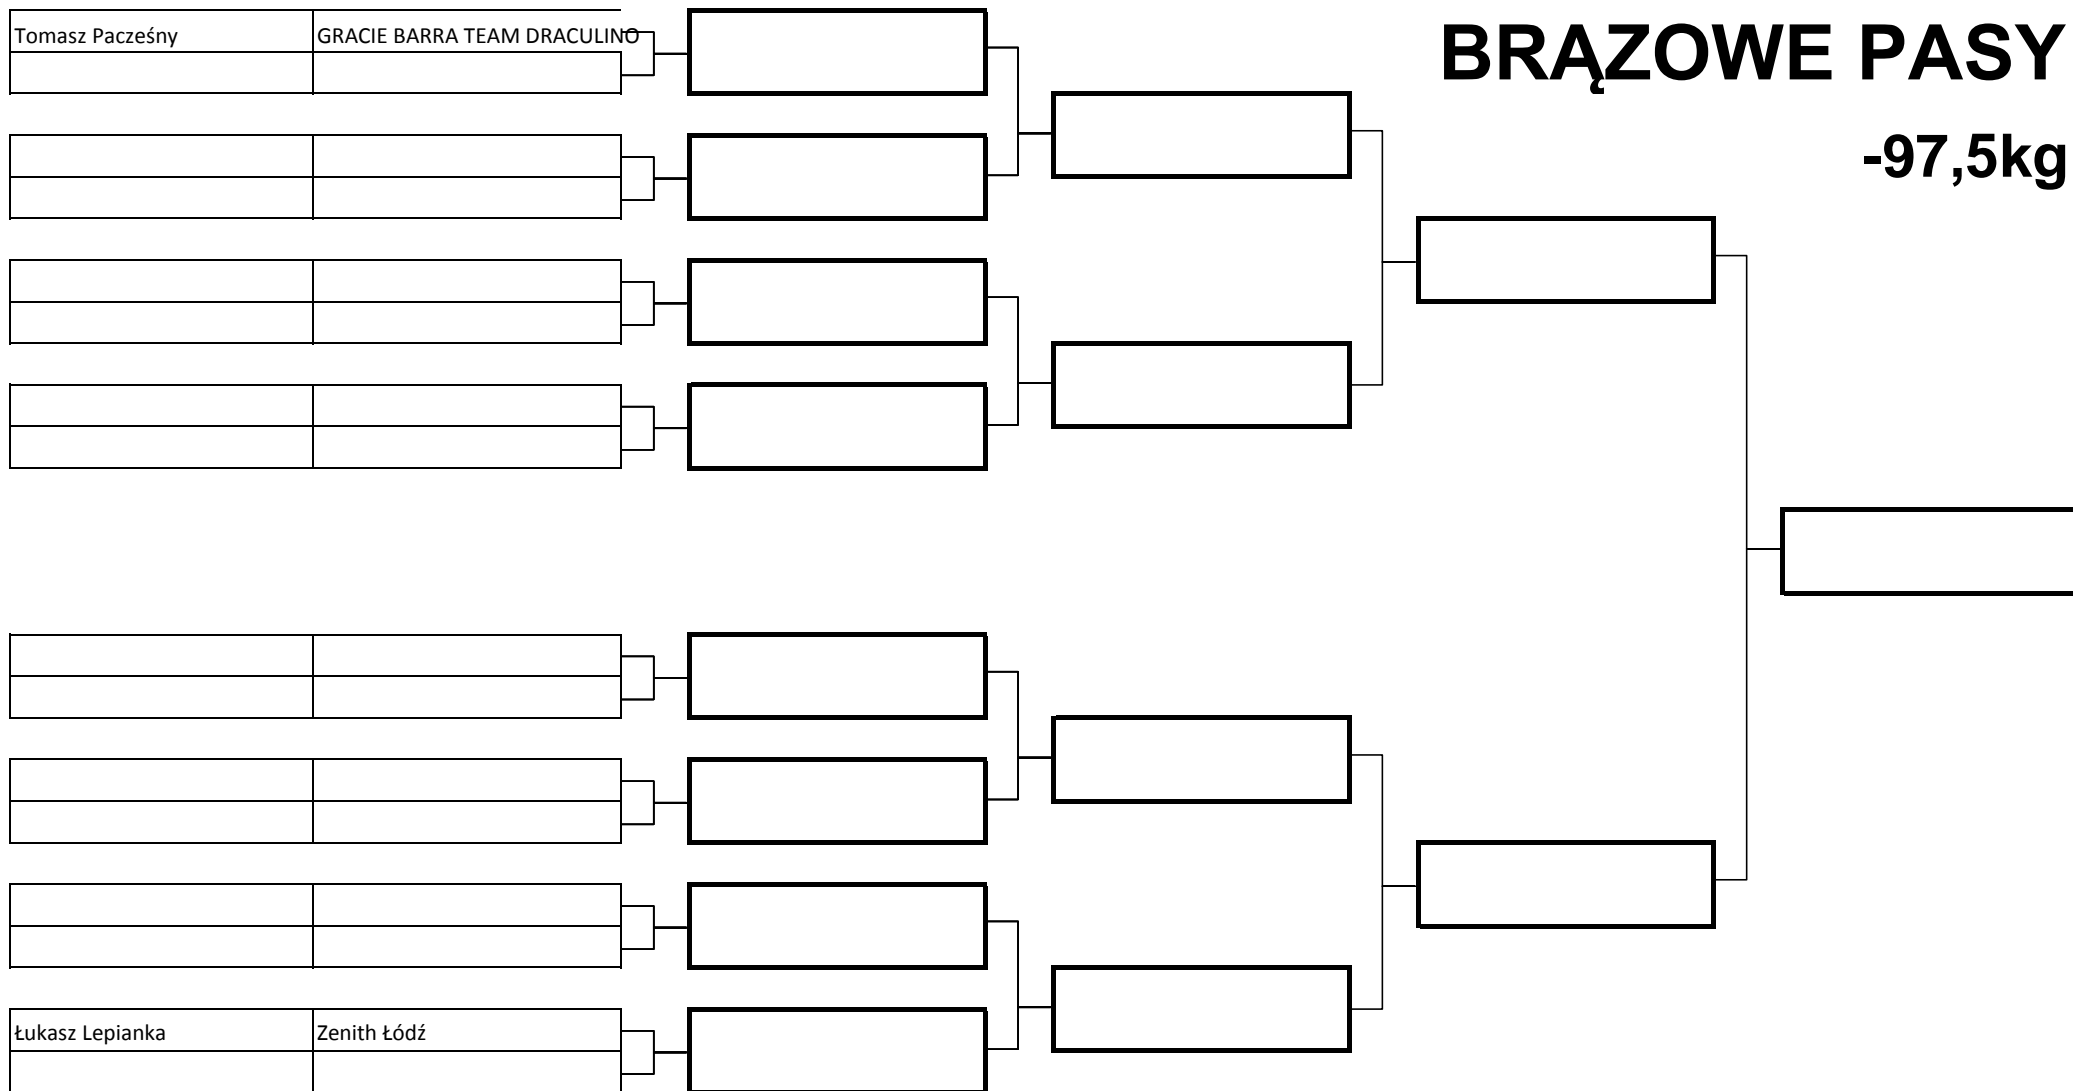 BRĄZOWE PASY
-97,5kg
Tomasz Pacześny GRACIE BARRA TEAM DRACULINO
Łukasz Lepianka Zenith Łódź